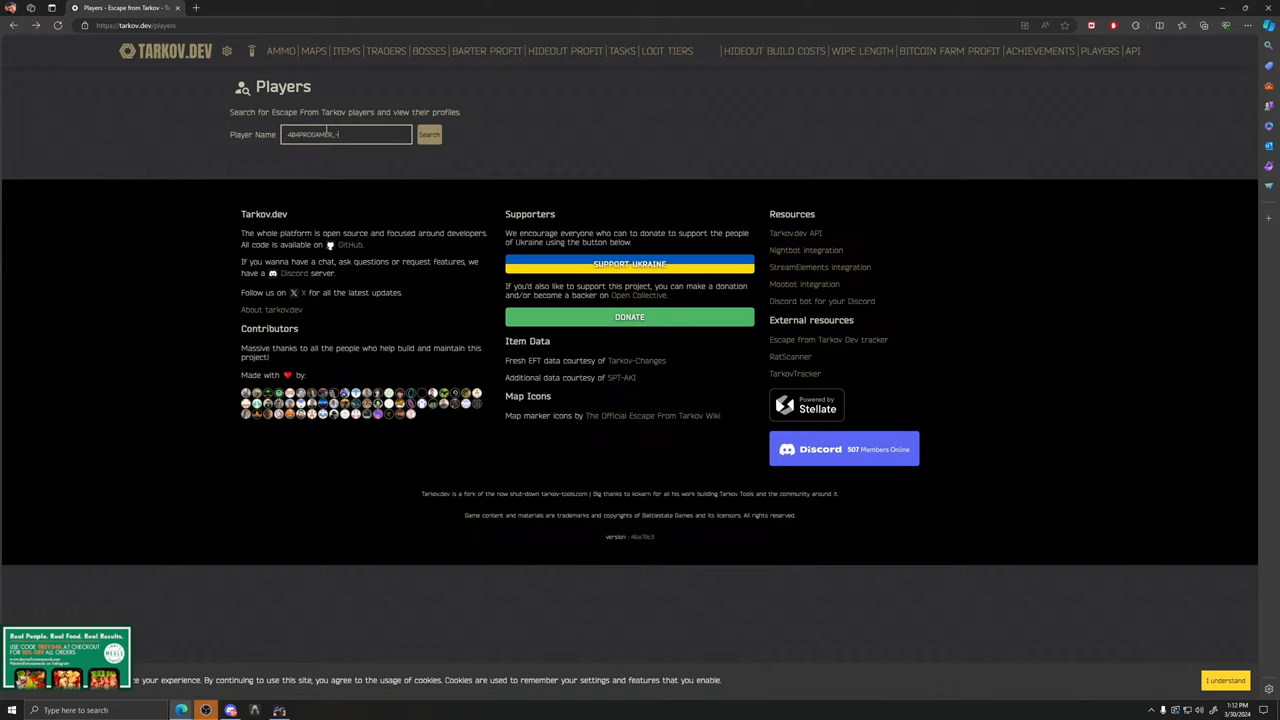 Players - Escape from Tarkov - T
https://tarkov.dev/players
TARKOV.DEV
AMMO MAPS ITEMS TRADERS BOSSES BARTER PROFIT HIDEOUT PROFIT TASKS LOOT TIERS HIDEOUT BUILD COSTS WIPE LENGTH BITCOIN FARM PROFIT ACHIEVEMENTS PLAYERS API
Players
Search for Escape From Tarkov players and view their profiles.
Player Name 404PROGAMER_- Search
Tarkov.dev
The whole platform is open source and focused around developers.
All code is available on GitHub.
If you wanna have a chat, ask questions or request features, we
have a Discord server.
Follow us on X for all the latest updates.
About tarkov.dev
Contributors
Massive thanks to all the people who help build and maintain this
project!
Made with ❤ by:
Supporters
We encourage everyone who can to donate to support the people
of Ukraine using the button below.
SUPPORT UKRAINE
If you'd also like to support this project, you can make a donation
and/or become a backer on Open Collective.
DONATE
Item Data
Fresh EFT data courtesy of Tarkov-Changes
Additional data courtesy of SPT-AKI
Map Icons
Map marker icons by The Official Escape From Tarkov Wiki
Resources
Tarkov.dev API
Nightbot integration
StreamElements integration
Moobot integration
Discord bot for your Discord
External resources
Escape from Tarkov Dev tracker
RatScanner
TarkovTracker
Powered by
Stellate
Discord 507 Members Online
Tarkov.dev is a fork of the now shut-down tarkov-tools.com | Big thanks to kokarn for all his work building Tarkov Tools and the community around it.
Game content and materials are trademarks and copyrights of Battlestate Games and its licensors. All rights reserved.
version : 46a78c3
Real People. Real Food. Real Results.
AT CHECKOUT
ALL ORDERS
MEALS
ze your experience. By continuing to use this site, you agree to the usage of cookies. Cookies are used to remember your settings and features that you enable.
I understand
Type here to search
1:12 PM
3/30/2024